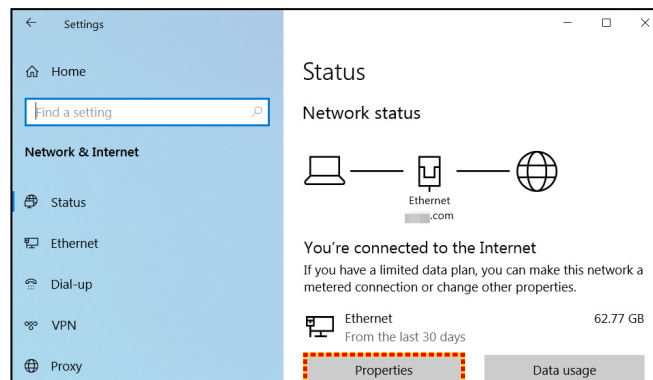 Settings
Home
Find a setting
Network & Internet
Status
Ethernet
Dial-up
VPN
Proxy
Status
Network status
Ethernet
.com
You're connected to the Internet
If you have a limited data plan, you can make this network a
metered connection or change other properties.
Ethernet
62.77 GB
From the last 30 days
Properties
Data usage